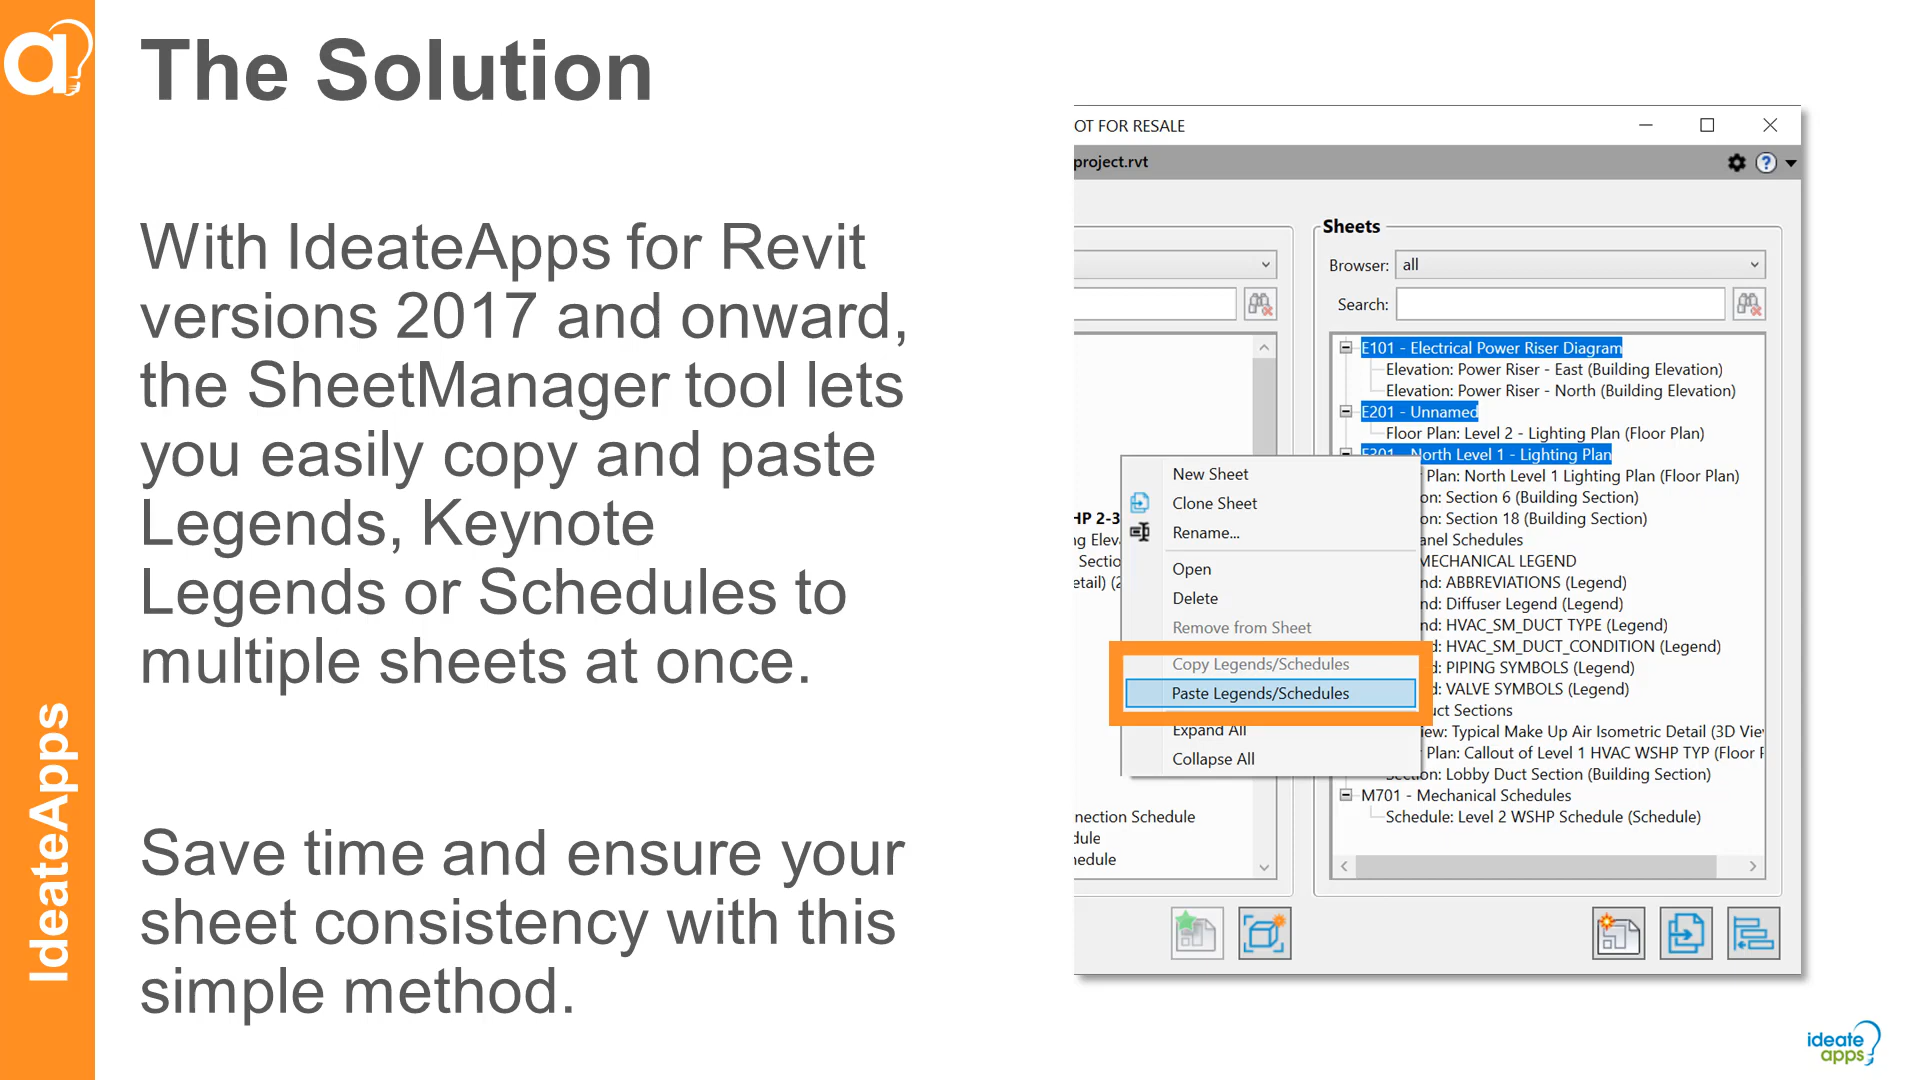 The Solution
With IdeateApps for Revit
versions 2017 and onward,
the SheetManager tool lets
you easily copy and paste
Legends, Keynote
Legends or Schedules to
multiple sheets at once.
Save time and ensure your
sheet consistency with this
simple method.
IdeateApps
OT FOR RESALE
project.rvt
Sheets
Browser: all
Search:
E101 - Electrical Power Riser Diagram
Elevation: Power Riser - East (Building Elevation)
Elevation: Power Riser - North (Building Elevation)
E201 - Unnamed
Floor Plan: Level 2 - Lighting Plan (Floor Plan)
E301 - North Level 1 - Lighting Plan
Plan: North Level 1 Lighting Plan (Floor Plan)
on: Section 6 (Building Section)
on: Section 18 (Building Section)
anel Schedules
MECHANICAL LEGEND
nd: ABBREVIATIONS (Legend)
nd: Diffuser Legend (Legend)
nd: HVAC_SM_DUCT TYPE (Legend)
d: HVAC_SM_DUCT_CONDITION (Legend)
d: PIPING SYMBOLS (Legend)
d: VALVE SYMBOLS (Legend)
uct Sections
iew: Typical Make Up Air Isometric Detail (3D Vie
Plan: Callout of Level 1 HVAC WSHP TYP (Floor F
Section: Lobby Duct Section (Building Section)
M701 - Mechanical Schedules
Schedule: Level 2 WSHP Schedule (Schedule)
HP 2-3
ng Elev
Sectio
etail) (2
New Sheet
Clone Sheet
Rename...
Open
Delete
Remove from Sheet
Copy Legends/Schedules
Paste Legends/Schedules
Expand All
Collapse All
nection Schedule
dule
hedule
ideate
apps